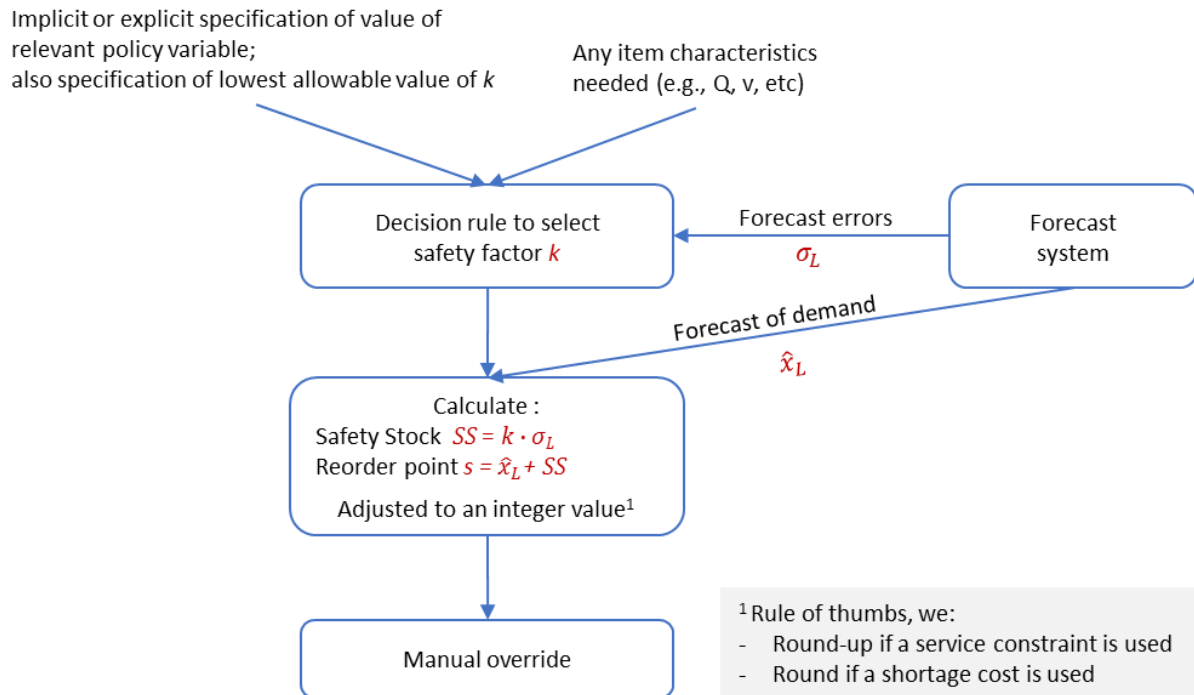 Implicit or explicit specification of value of
relevant policy variable;
also specification of lowest allowable value of k
Any item characteristics
needed (e.g., Q, v, etc)
Decision rule to select
safety factor k
Forecast errors
σ_L
Forecast
system
Forecast of demand
x̂_L
Calculate :
Safety Stock SS = k · σ_L
Reorder point s = x̂_L + SS
Adjusted to an integer value¹
Manual override
¹ Rule of thumbs, we:
- Round-up if a service constraint is used
- Round if a shortage cost is used